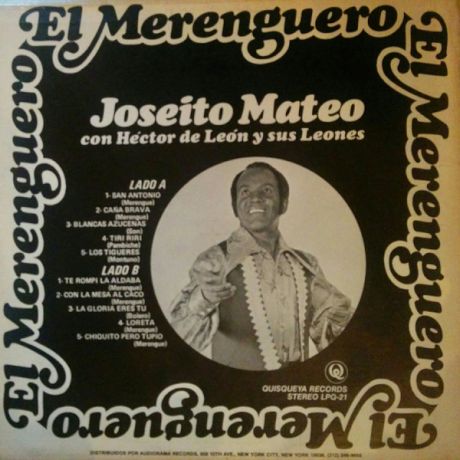 El Merenguero
El Merenguero
El Merenguero
El Merenguero
Joseito Mateo
con Héctor de León y sus Leones
LADO A
1- SAN ANTONIO
(Merengue)
2- CAÑA BRAVA
(Merengue)
3- BLANCAS AZUCENAS
(Son)
4- TIRI RIRI
(Pambiche)
5- LOS TIGUERES
(Montuno)
LADO B
1- TE ROMPI LA ALDABA
(Merengue)
2- CON LA MESA AL CACO
(Merengue)
3- LA GLORIA ERES TU
(Bolero)
4- LORETA
(Merengue)
5- CHIQUITO PERO TUPIO
(Merengue)
Q
QUISQUEYA RECORDS
STEREO LPQ-21
DISTRIBUIDOS POR AUDIORAMA RECORDS, TENTH AVE., NEW YORK CITY, NEW YORK